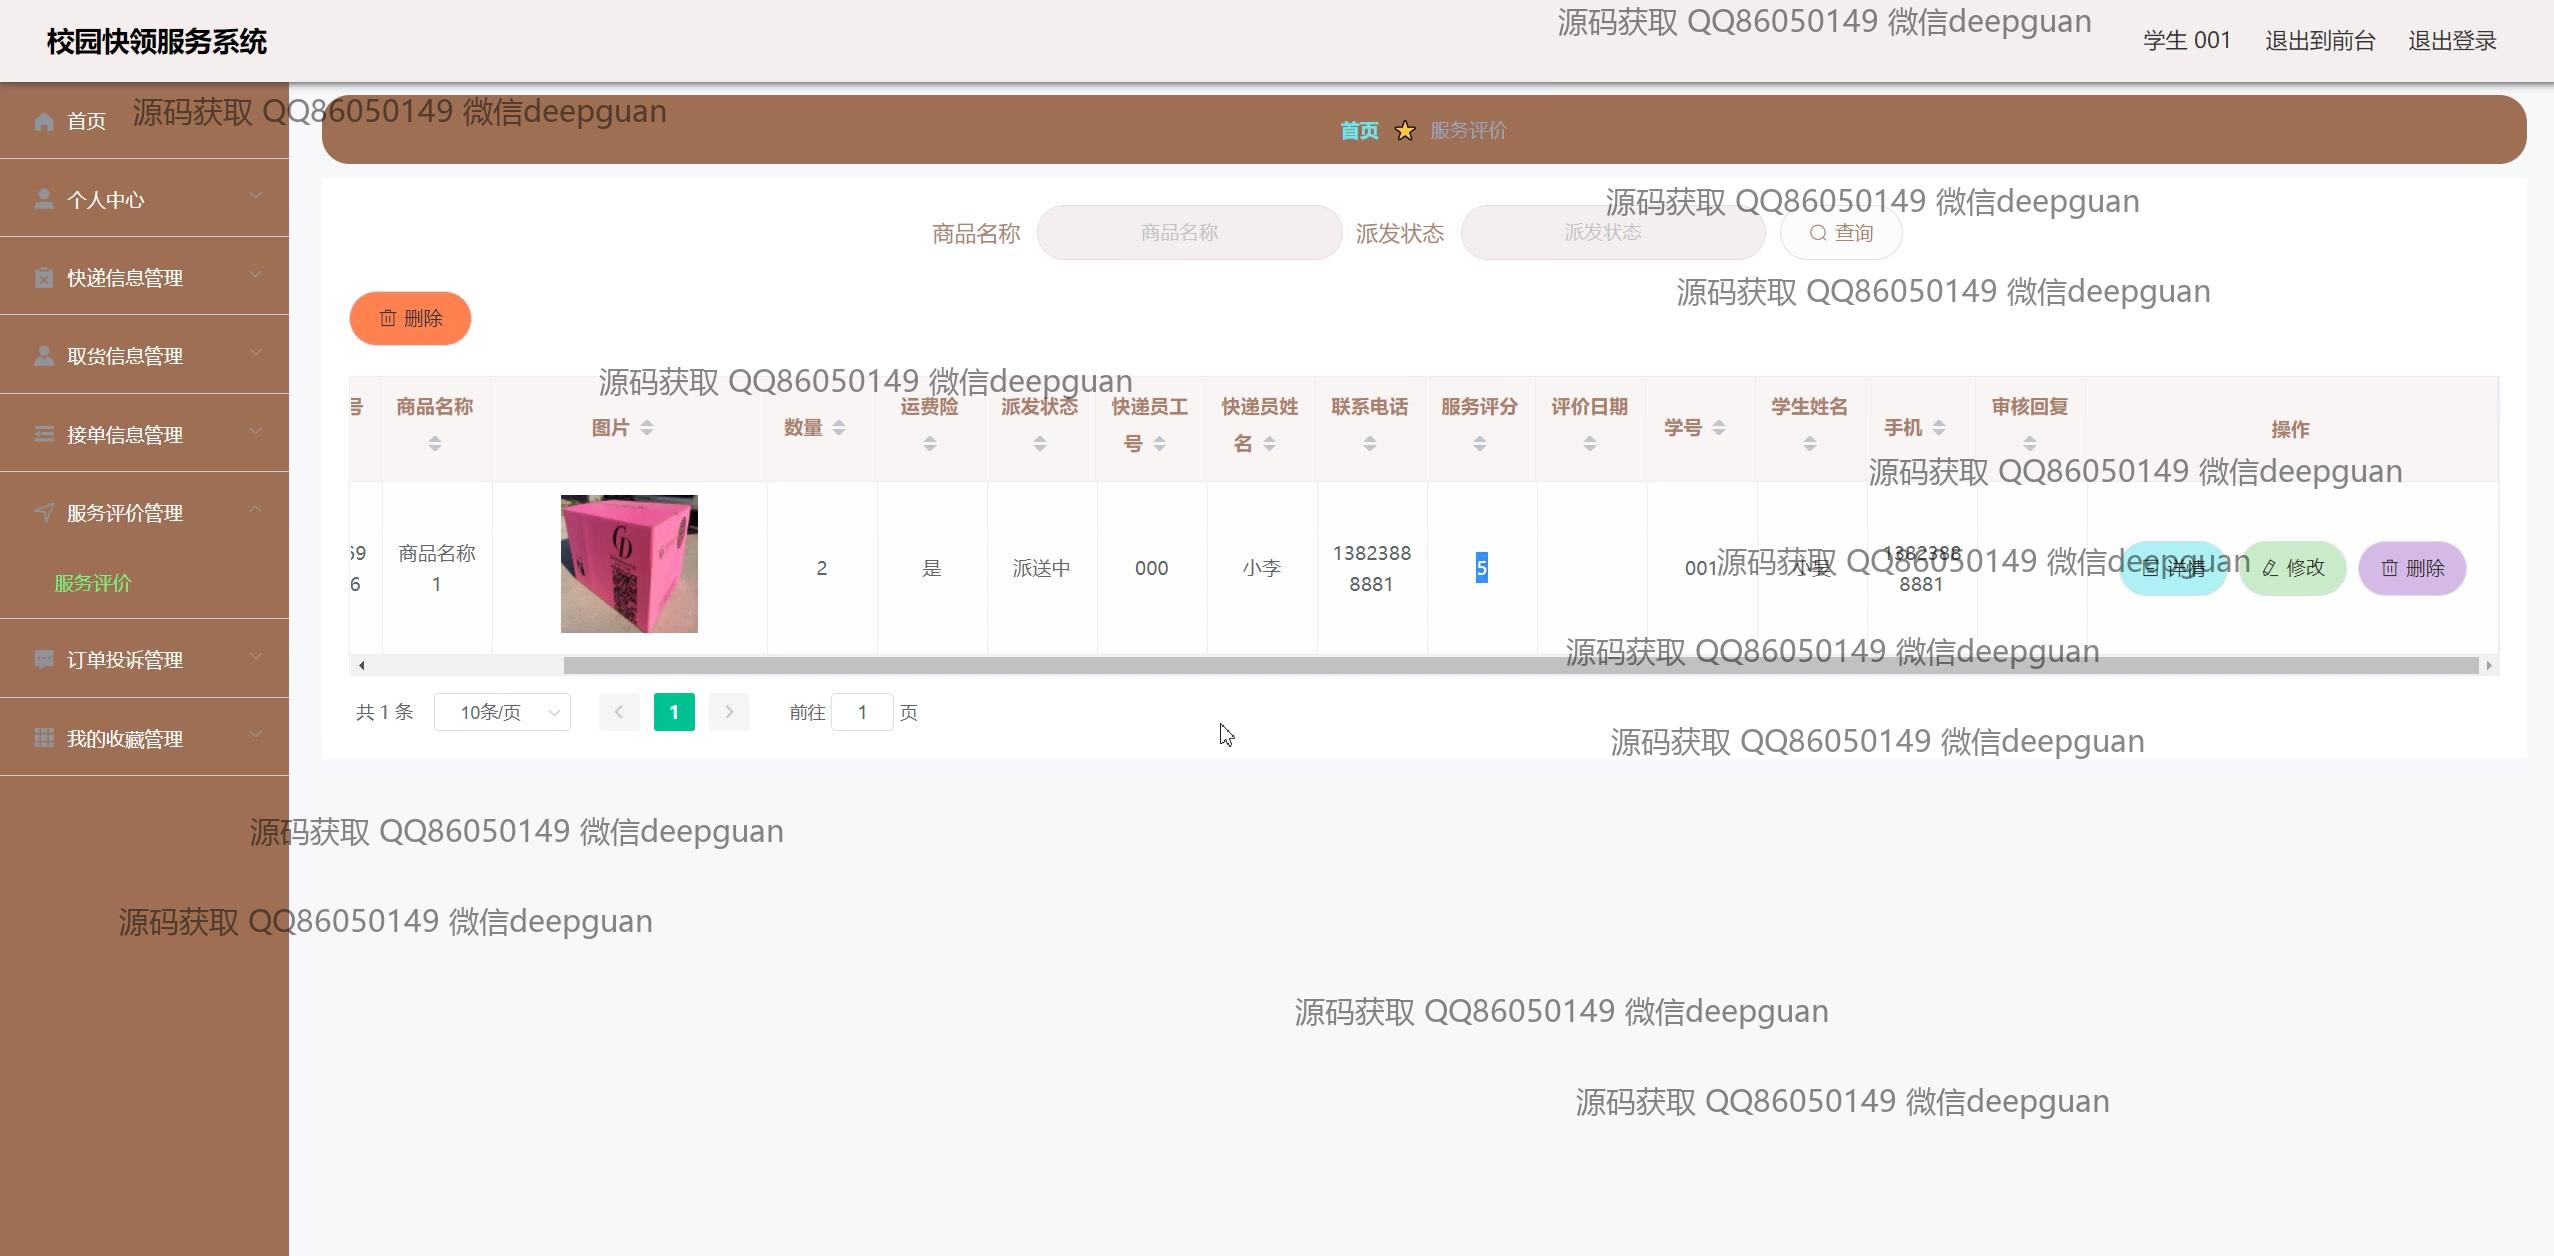 校园快领服务系统
源码获取 QQ86050149 微信deepguan
学生 001
退出到前台
退出登录
首页
源码获取 QQ86050149 微信deepguan
首页
服务评价
个人中心
快递信息管理
取货信息管理
接单信息管理
服务评价管理
服务评价
订单投诉管理
我的收藏管理
源码获取 QQ86050149 微信deepguan
商品名称
商品名称
派发状态
派发状态
查询
源码获取 QQ86050149 微信deepguan
删除
源码获取 QQ86050149 微信deepguan
号
商品名称
图片
数量
运费险
派发状态
快递员工
号
快递员姓
名
联系电话
服务评分
评价日期
学号
学生姓名
手机
审核回复
操作
源码获取 QQ86050149 微信deepguan
6
商品名称
1
CD
2
是
派送中
000
小李
1382388
8881
5
001
源码获取 QQ86050149 微信deepguan
1382388
8881
详情
修改
删除
源码获取 QQ86050149 微信deepguan
共 1 条
10条/页
1
前往
1
页
源码获取 QQ86050149 微信deepguan
源码获取 QQ86050149 微信deepguan
源码获取 QQ86050149 微信deepguan
源码获取 QQ86050149 微信deepguan
源码获取 QQ86050149 微信deepguan